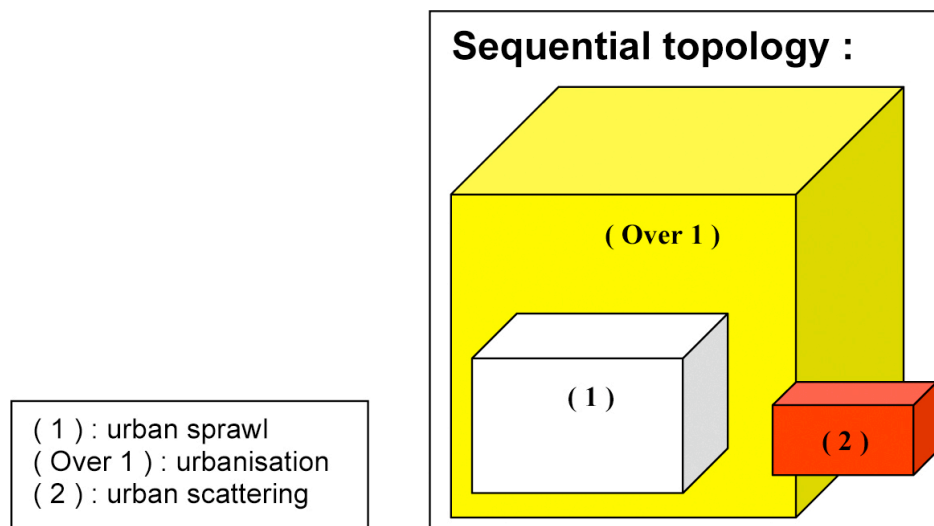 Sequential topology :
( Over 1 )
( 1 )
( 2 )
( 1 ) : urban sprawl
( Over 1 ) : urbanisation
( 2 ) : urban scattering